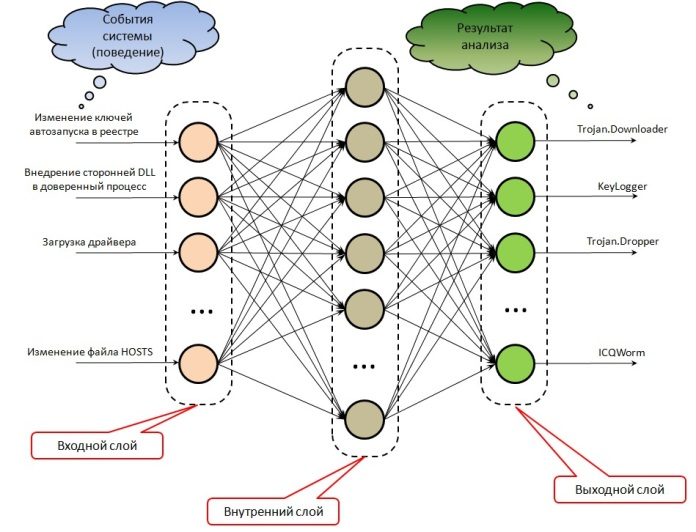 События
системы
(поведение)
Результат
анализа
Изменение ключей
автозапуска в реестре
Внедрение сторонней DLL
в доверенный процесс
Загрузка драйвера
...
Изменение файла HOSTS
...
Trojan.Downloader
KeyLogger
Trojan.Dropper
...
ICQWorm
Входной слой
Внутренний слой
Выходной слой